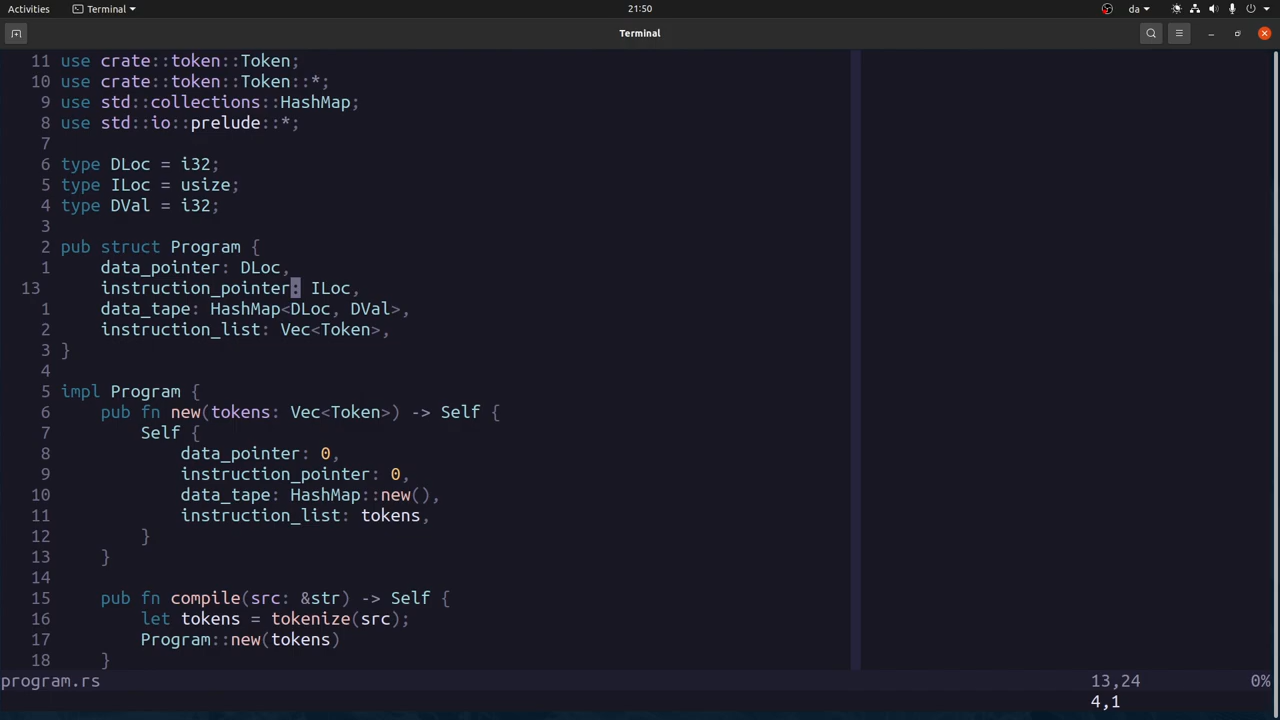 Activities Terminal 21:50 da
Terminal
11 use crate::token::Token;
10 use crate::token::Token::*;
9 use std::collections::HashMap;
8 use std::io::prelude::*;
7
6 type DLoc = i32;
5 type ILoc = usize;
4 type DVal = i32;
3
2 pub struct Program {
1     data_pointer: DLoc,
13     instruction_pointer: ILoc,
1     data_tape: HashMap<DLoc, DVal>,
2     instruction_list: Vec<Token>,
3 }
4
5 impl Program {
6     pub fn new(tokens: Vec<Token>) -> Self {
7         Self {
8             data_pointer: 0,
9             instruction_pointer: 0,
10             data_tape: HashMap::new(),
11             instruction_list: tokens,
12         }
13     }
14
15     pub fn compile(src: &str) -> Self {
16         let tokens = tokenize(src);
17         Program::new(tokens)
18     }
program.rs 13,24 0%
4,1